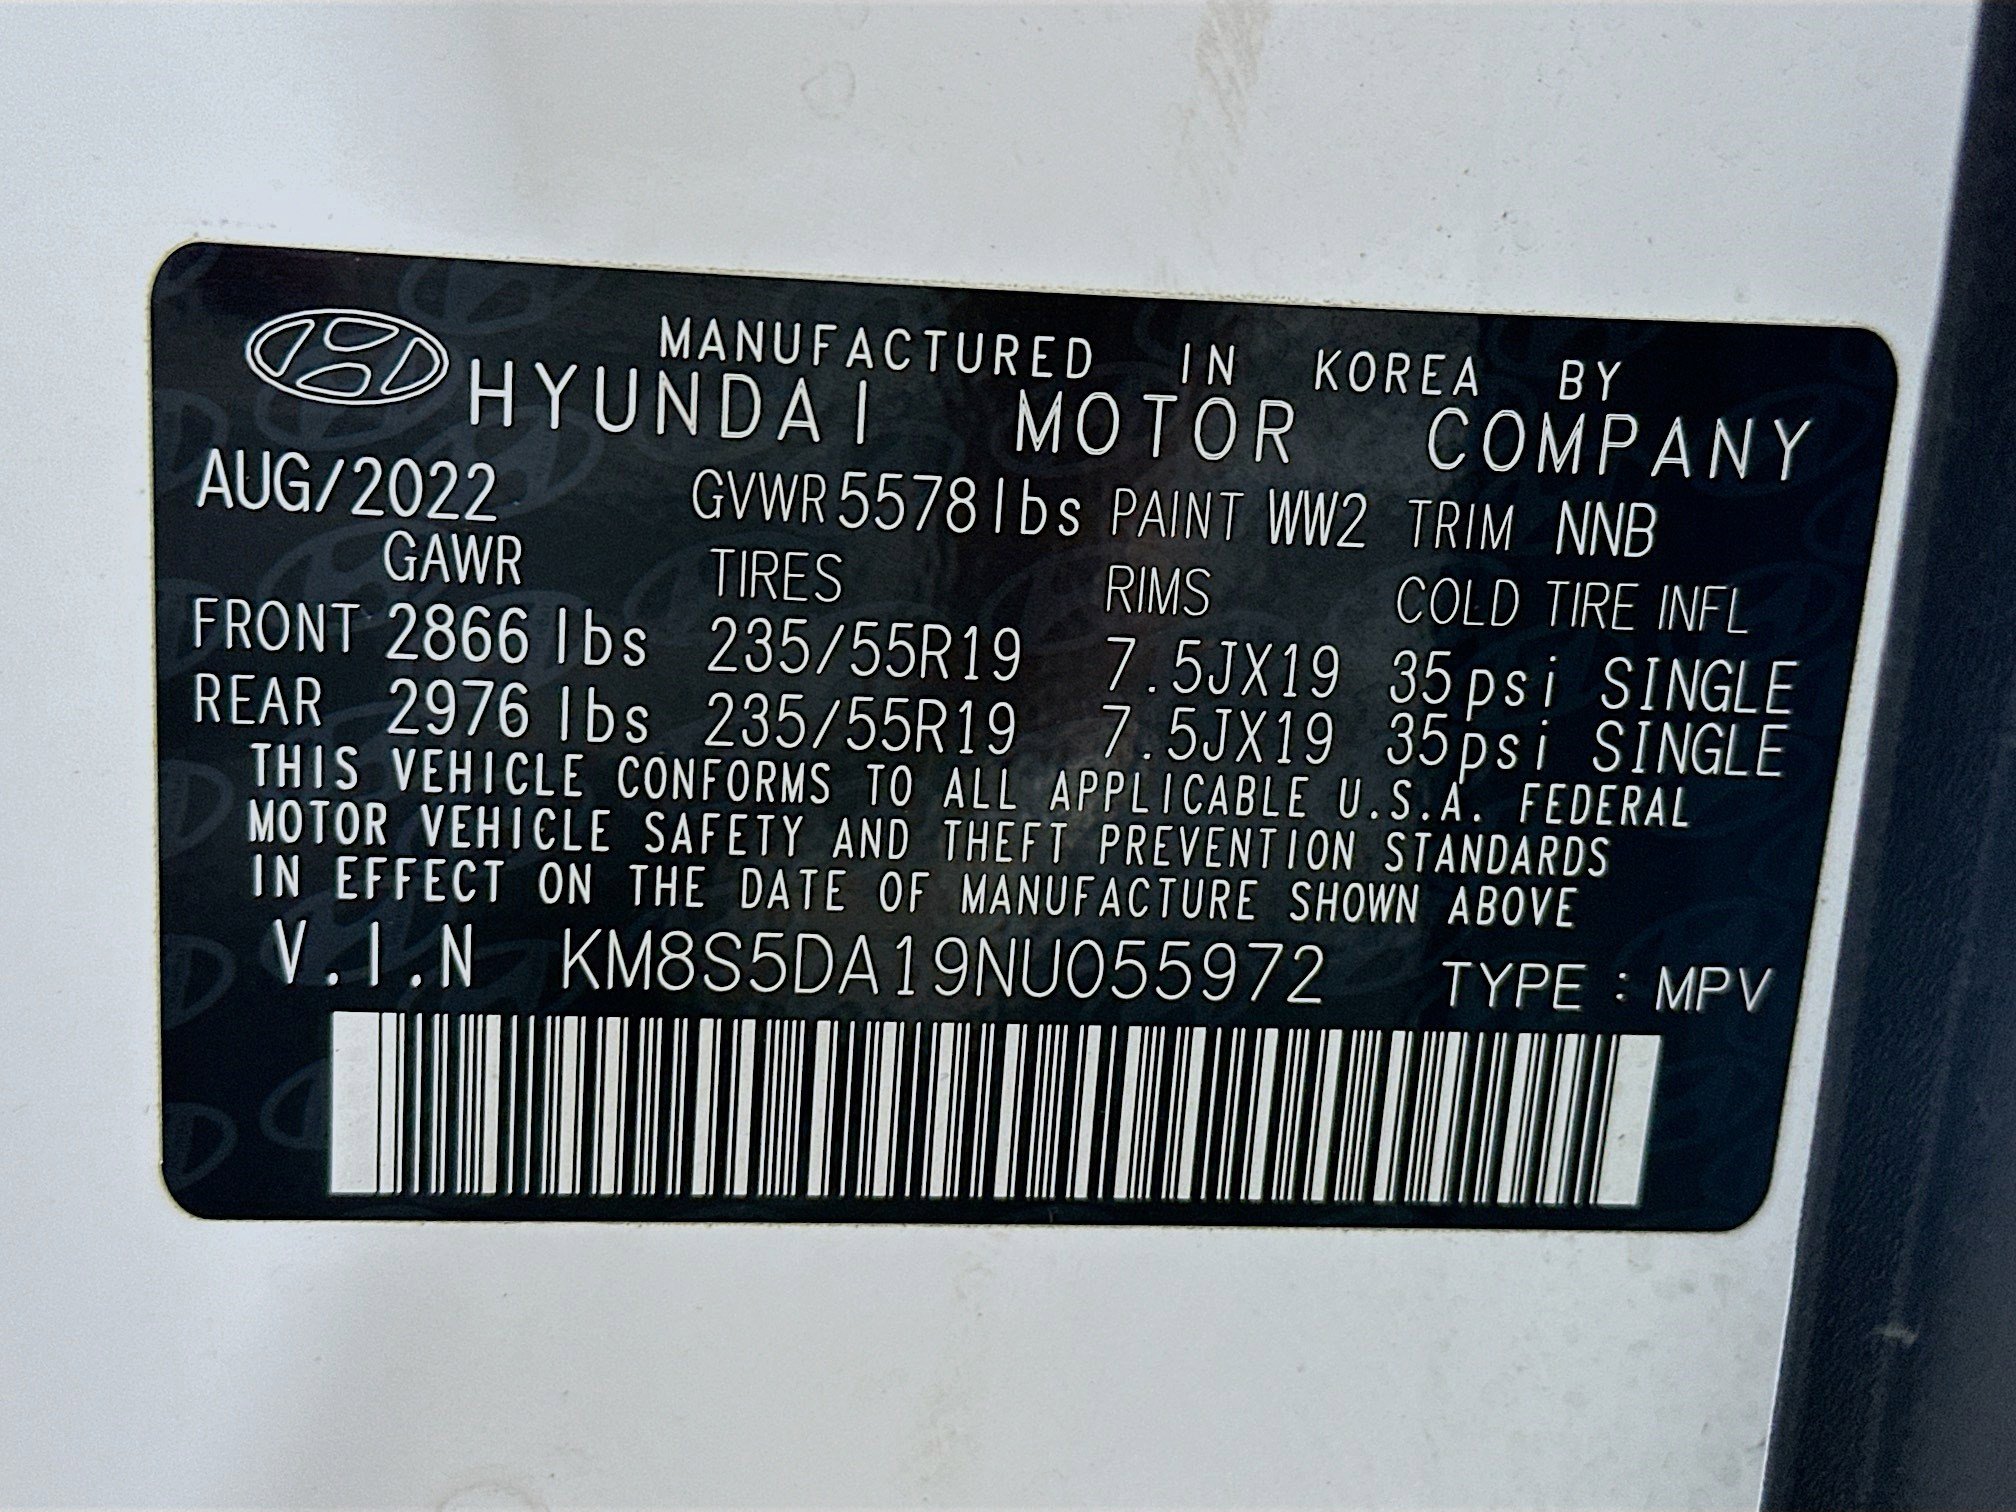 MANUFACTURED IN KOREA BY
HYUNDAI MOTOR COMPANY
AUG/2022 GVWR 5578 lbs PAINT WW2 TRIM NNB
GAWR TIRES RIMS COLD TIRE INFL
FRONT 2866 lbs 235/55R19 7.5JX19 35psi SINGLE
REAR 2976 lbs 235/55R19 7.5JX19 35psi SINGLE
THIS VEHICLE CONFORMS TO ALL APPLICABLE U.S.A. FEDERAL
MOTOR VEHICLE SAFETY AND THEFT PREVENTION STANDARDS
IN EFFECT ON THE DATE OF MANUFACTURE SHOWN ABOVE
V.I.N KM8S5DA19NU055972 TYPE : MPV